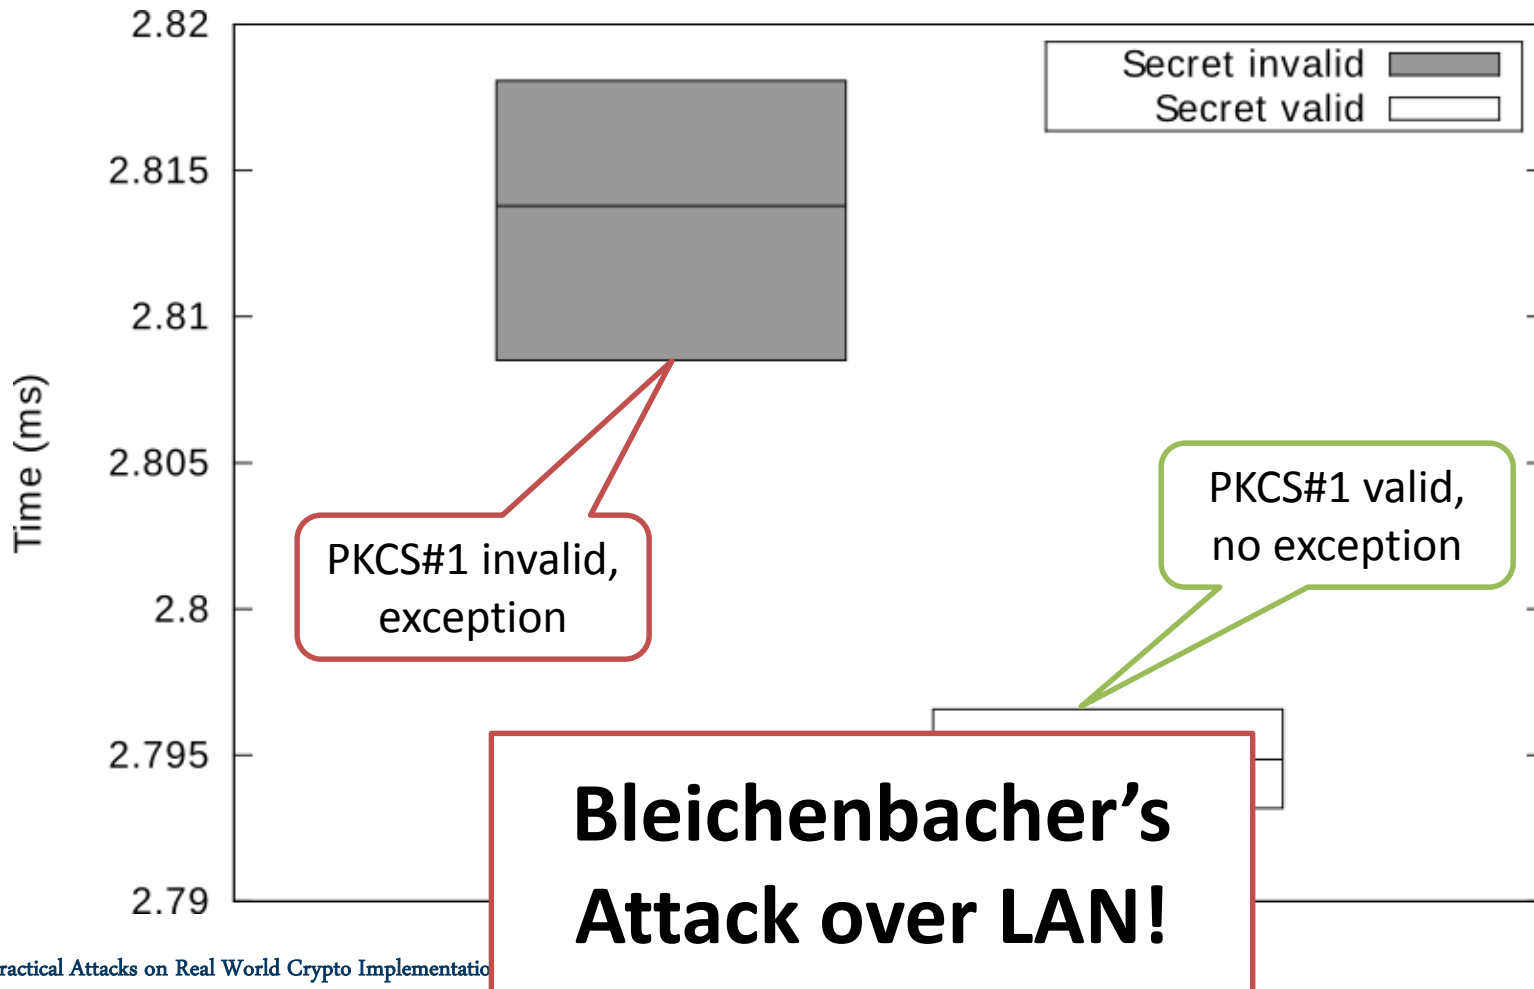 2.82
Secret invalid
Secret valid
2.815
2.81
Time (ms)
2.805
PKCS#1 valid,
no exception
PKCS#1 invalid,
exception
2.8
2.795
Bleichenbacher’s
Attack over LAN!
2.79
ractical Attacks on Real World Crypto Implementatio